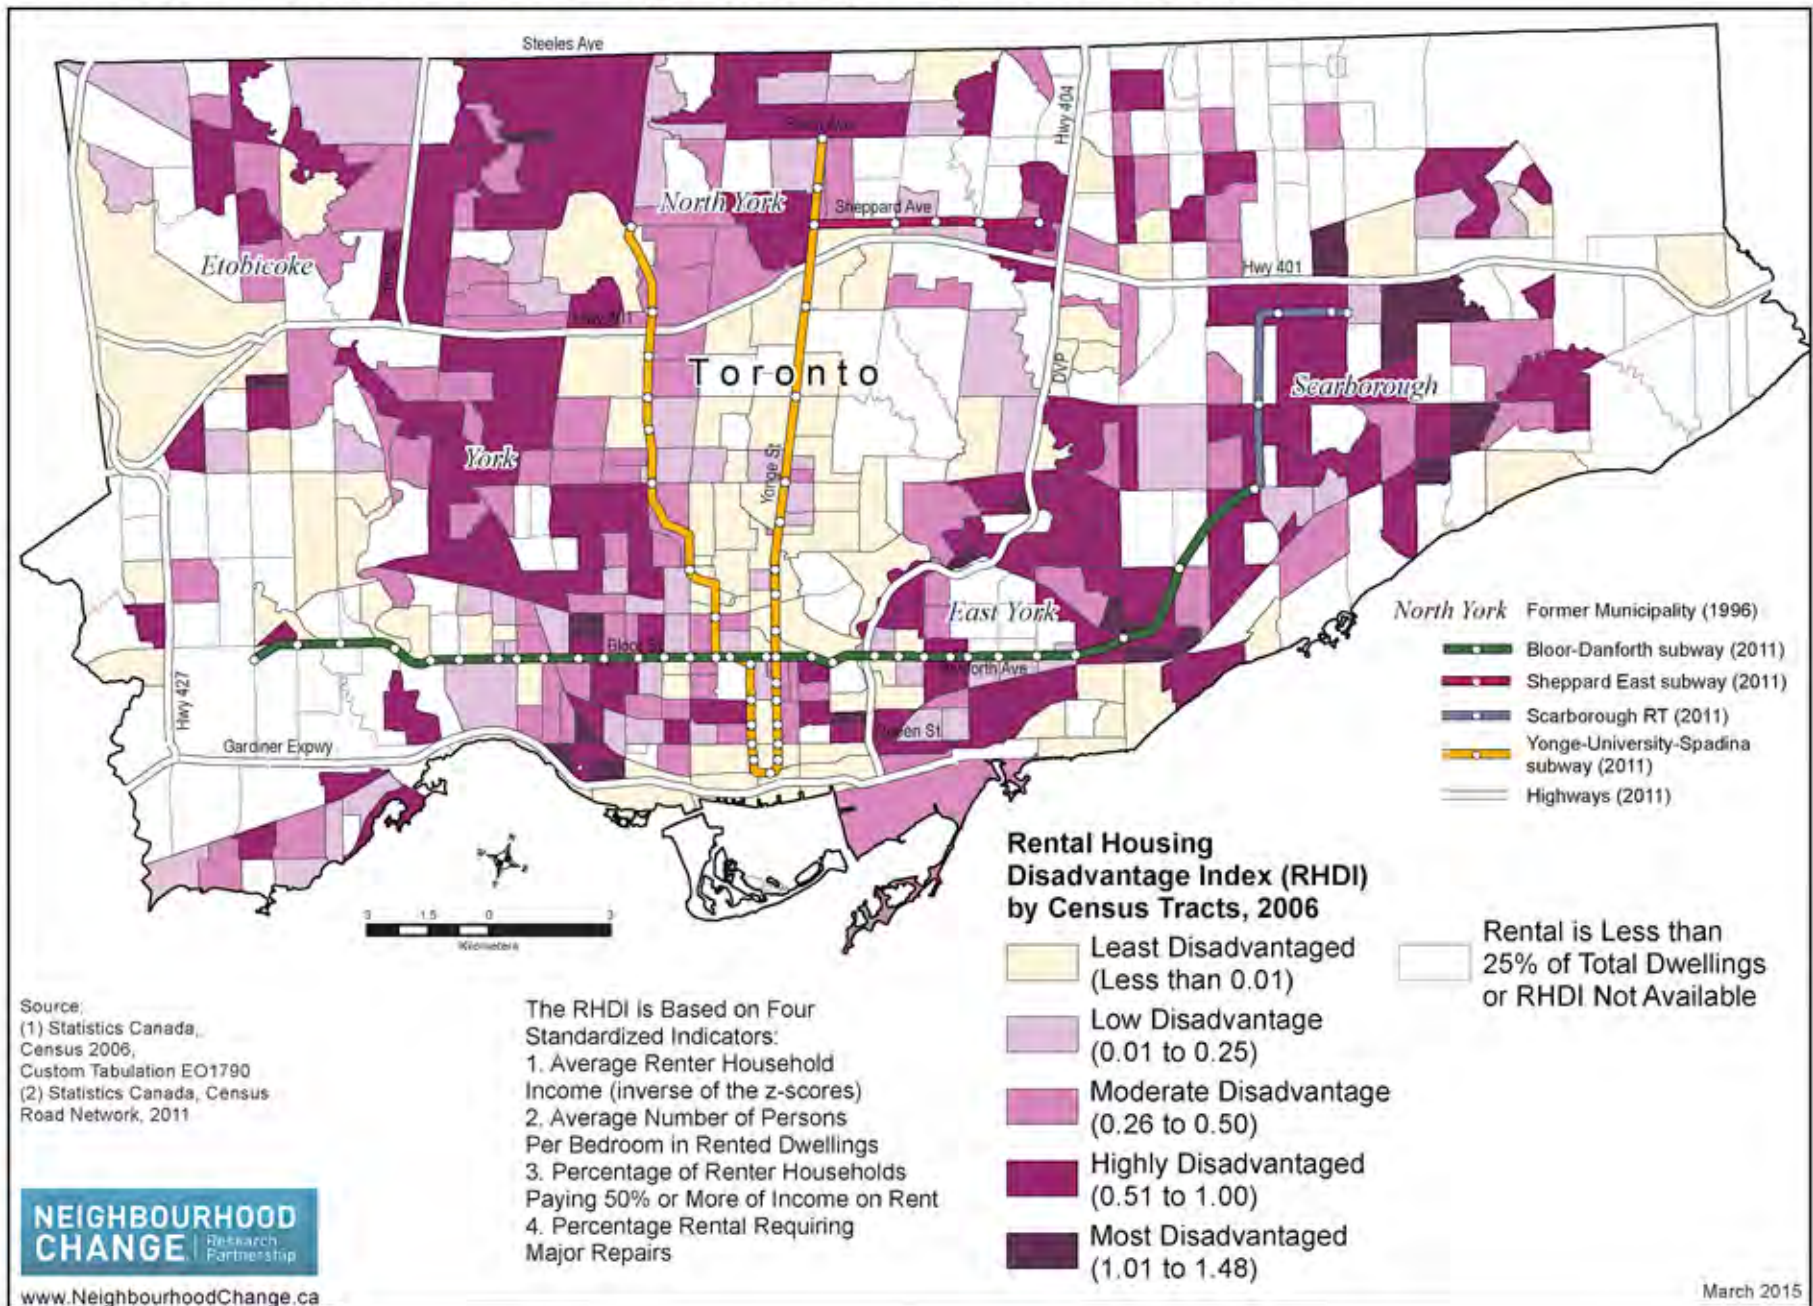 Steeles Ave
Hwy 404
North York
Sheppard Ave
Etobicoke
Hwy 401
Hwy 401
Toronto
DVP
Scarborough
York
Yonge St
East York
North York Former Municipality (1996)
Bloor-Danforth subway (2011)
Sheppard East subway (2011)
Scarborough RT (2011)
Yonge-University-Spadina
subway (2011)
Highways (2011)
Bloor St
Danforth Ave
Hwy 427
Queen St
Gardiner Expwy
3 1.5 0 3
Kilometers
Rental Housing
Disadvantage Index (RHDI)
by Census Tracts, 2006
Least Disadvantaged
(Less than 0.01)
Low Disadvantage
(0.01 to 0.25)
Moderate Disadvantage
(0.26 to 0.50)
Highly Disadvantaged
(0.51 to 1.00)
Most Disadvantaged
(1.01 to 1.48)
Rental is Less than
25% of Total Dwellings
or RHDI Not Available
Source:
(1) Statistics Canada,
Census 2006,
Custom Tabulation EO1790
(2) Statistics Canada, Census
Road Network, 2011
The RHDI is Based on Four
Standardized Indicators:
1. Average Renter Household
Income (inverse of the z-scores)
2. Average Number of Persons
Per Bedroom in Rented Dwellings
3. Percentage of Renter Households
Paying 50% or More of Income on Rent
4. Percentage Rental Requiring
Major Repairs
NEIGHBOURHOOD
CHANGE Research
Partnership
www.NeighbourhoodChange.ca
March 2015